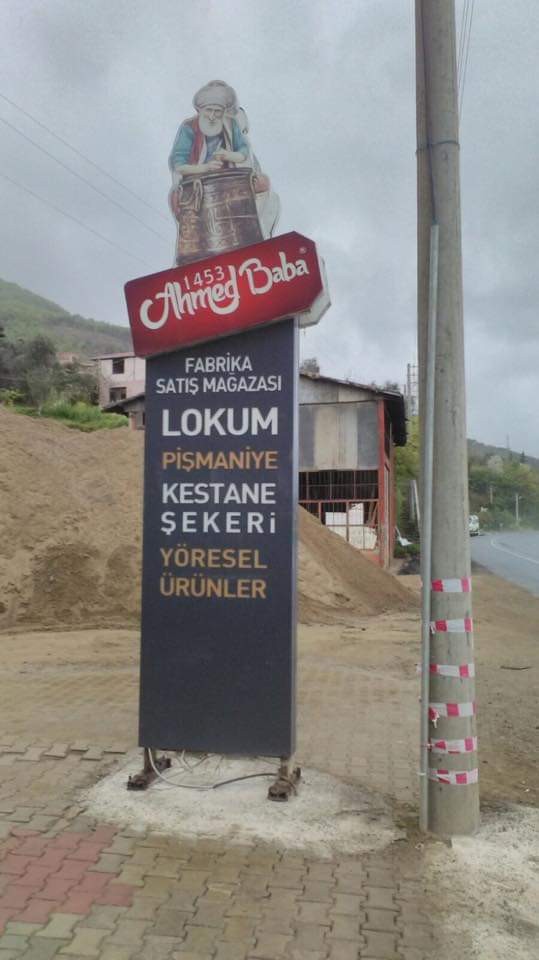 1453
Ahmed Baba®
FABRİKA
SATIŞ MAĞAZASI
LOKUM
PİŞMANİYE
KESTANE
ŞEKERİ
YÖRESEL
ÜRÜNLER